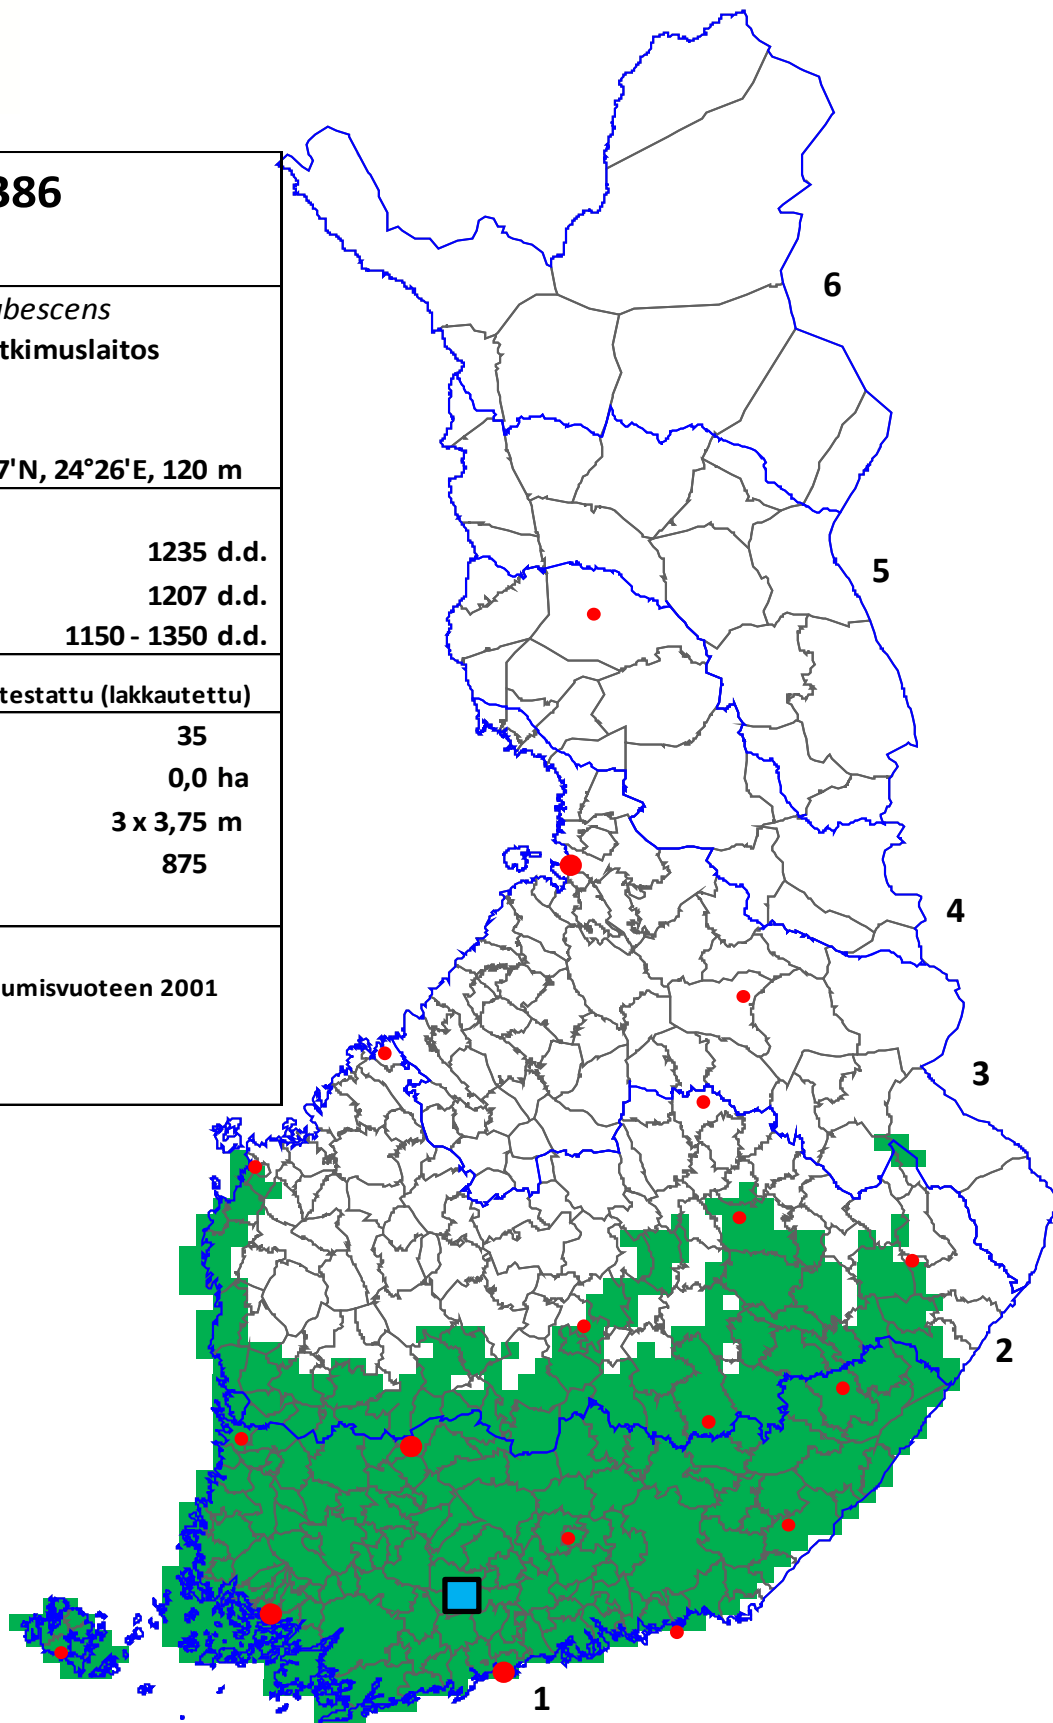 386
bescens
tkimuslaitos
7'N, 24°26'E, 120 m
1235 d.d.
1207 d.d.
1150 - 1350 d.d.
testattu (lakkautettu)
35
0,0 ha
3 x 3,75 m
875
umisvuoteen 2001
6
5
4
3
2
1